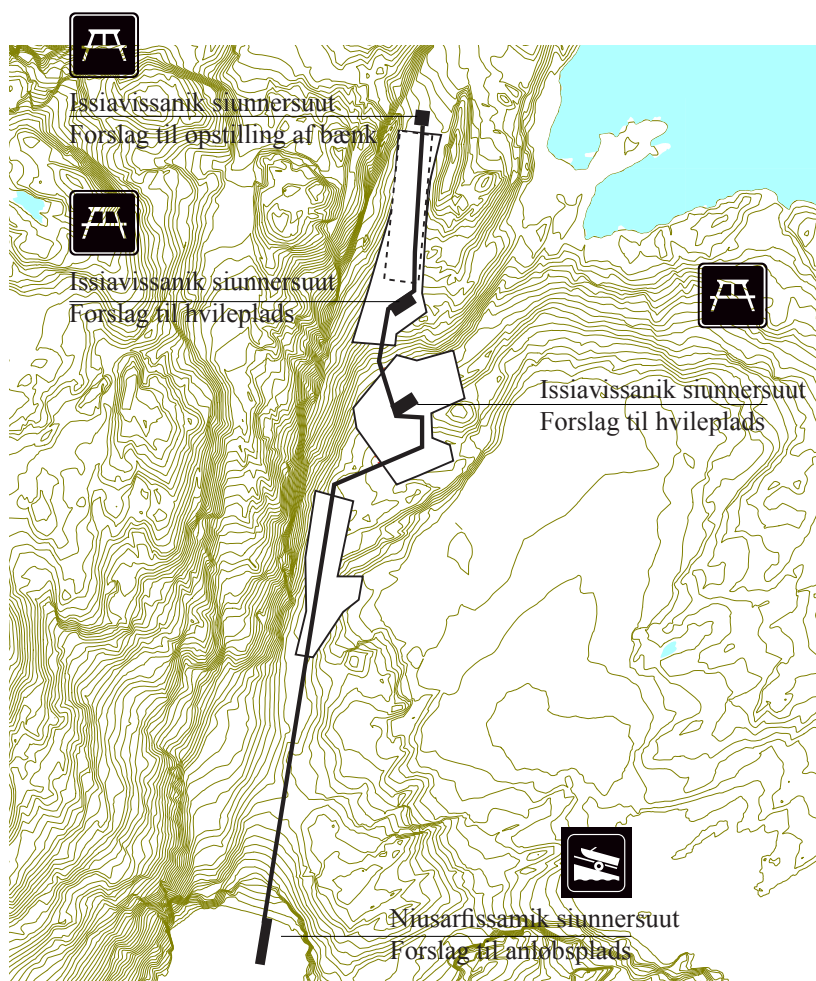 Issiavissanik siunnersuut
Forslag til opstilling af bænk
Issiavissanik siunnersuut
Forslag til hvileplads
Issiavissanik siunnersuut
Forslag til hvileplads
Niusarfissamik siunnersuut
Forslag til anløbsplads